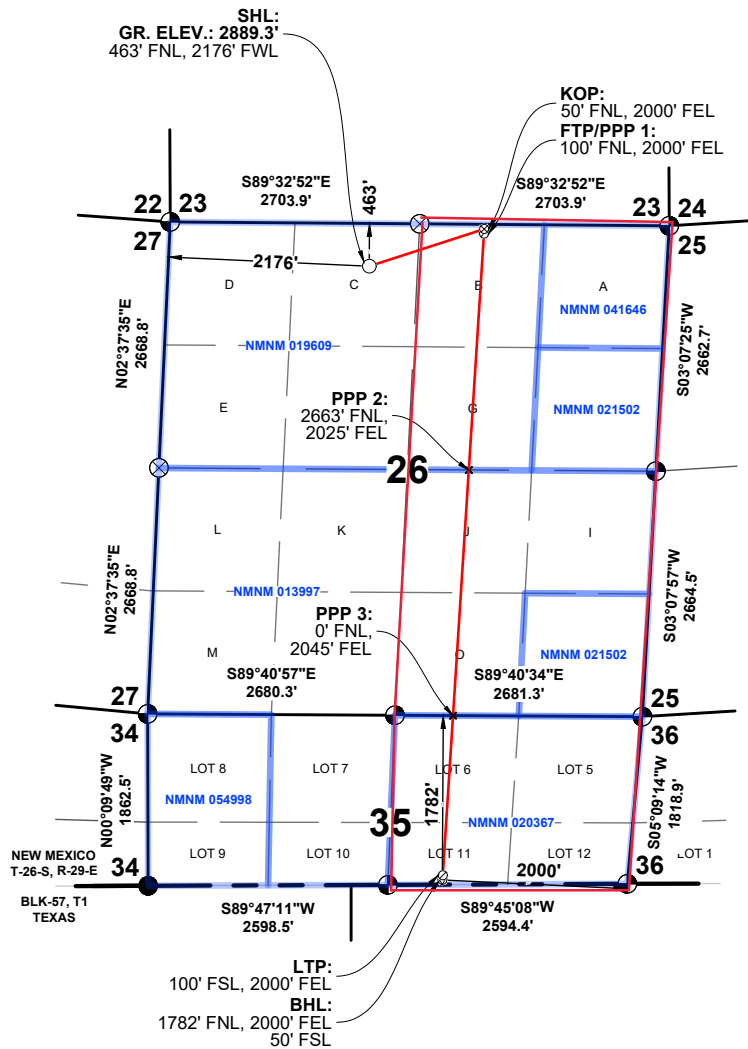 SHL:
GR. ELEV.: 2889.3'
463' FNL, 2176' FWL
KOP:
50' FNL, 2000' FEL
FTP/PPP 1:
100' FNL, 2000' FEL
S89°32'52"E
2703.9'
463'
S89°32'52"E
2703.9'
22 23
27
23 24
25
2176'
D
C
B
A
NMNM 041646
N02°37'35"E
2668.8'
S03°07'25"W
2662.7'
NMNM 019609
PPP 2:
2663' FNL,
2025' FEL
E
G
NMNM 021502
26
L
K
J
I
N02°37'35"E
2668.8'
S03°07'57"W
2664.5'
NMNM 013997
PPP 3:
0' FNL,
2045' FEL
M
O
NMNM 021502
S89°40'57"E
2680.3'
S89°40'34"E
2681.3'
27
34
25
36
N00°09'49"W
1862.5'
LOT 8
LOT 7
LOT 6
LOT 5
NMNM 054998
1782'
35
NMNM 020367
S05°09'14"W
1818.9'
LOT 9
LOT 10
LOT 11
LOT 12
LOT 1
NEW MEXICO
T-26-S, R-29-E
34
2000'
36
BLK-57, T1
TEXAS
S89°47'11"W
2598.5'
S89°45'08"W
2594.4'
LTP:
100' FSL, 2000' FEL
BHL:
1782' FNL, 2000' FEL
50' FSL